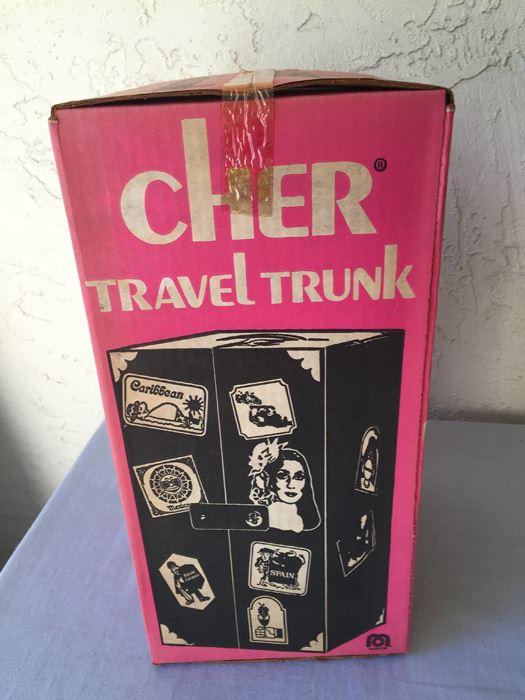 cHER®
TRAVEl TRUNk
Caribbean
Mexico
SPAIN